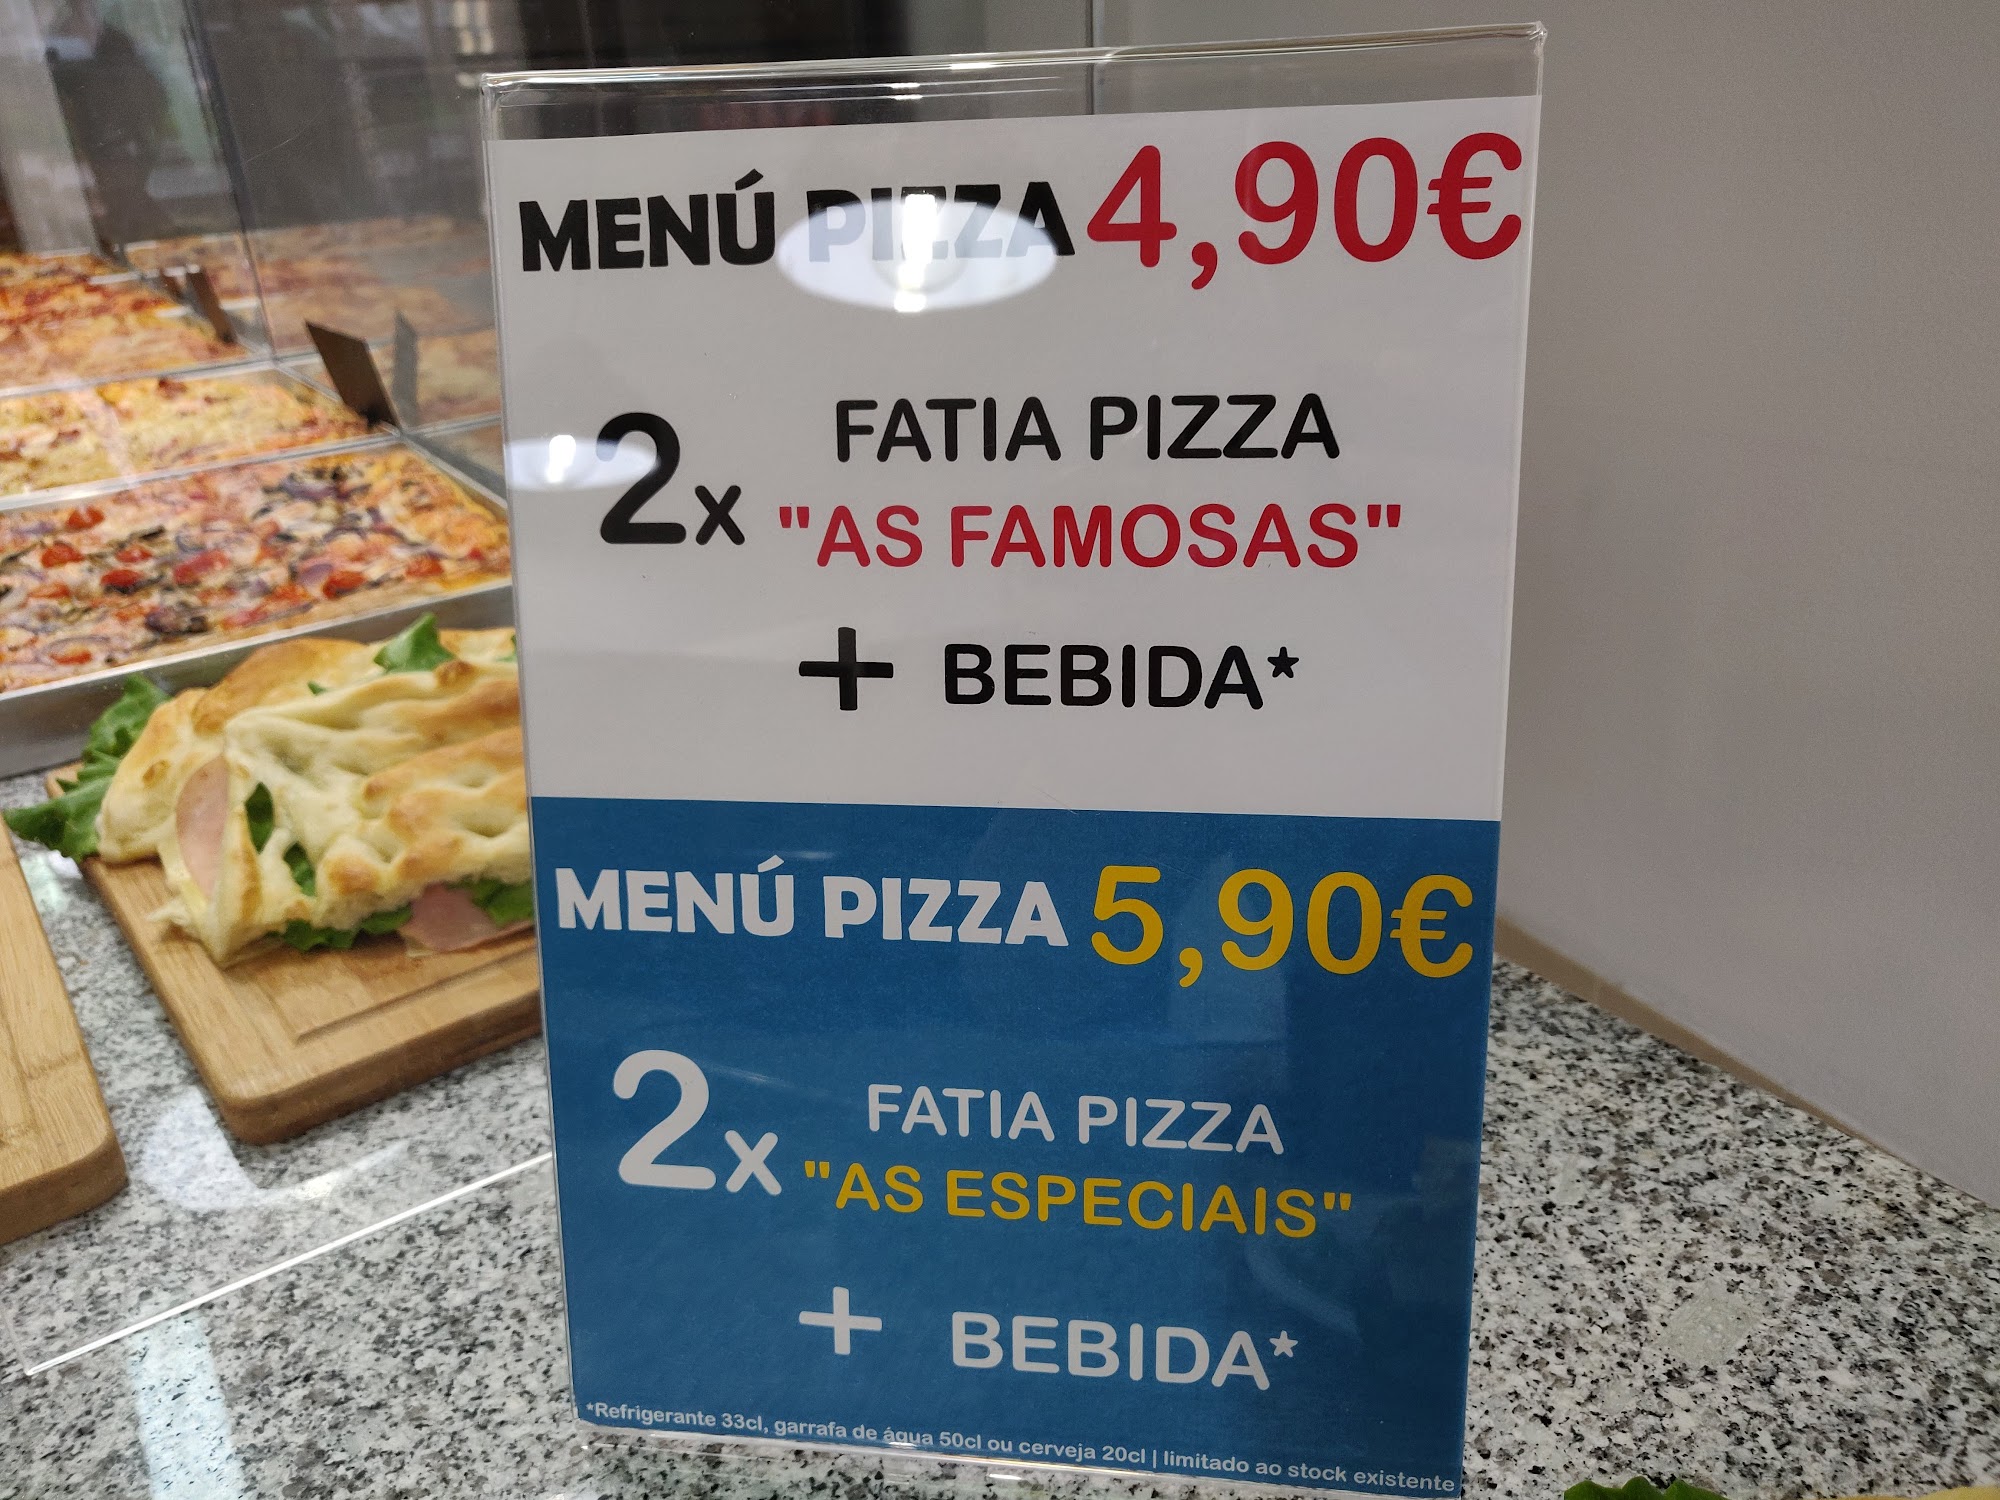 MENÚ PIZZA 4,90€
2x FATIA PIZZA
"AS FAMOSAS"
+ BEBIDA*
MENÚ PIZZA 5,90€
2x FATIA PIZZA
"AS ESPECIAIS"
+ BEBIDA*
*Refrigerante 33cl, garrafa de água 50cl ou cerveja 20cl | limitado ao stock existente